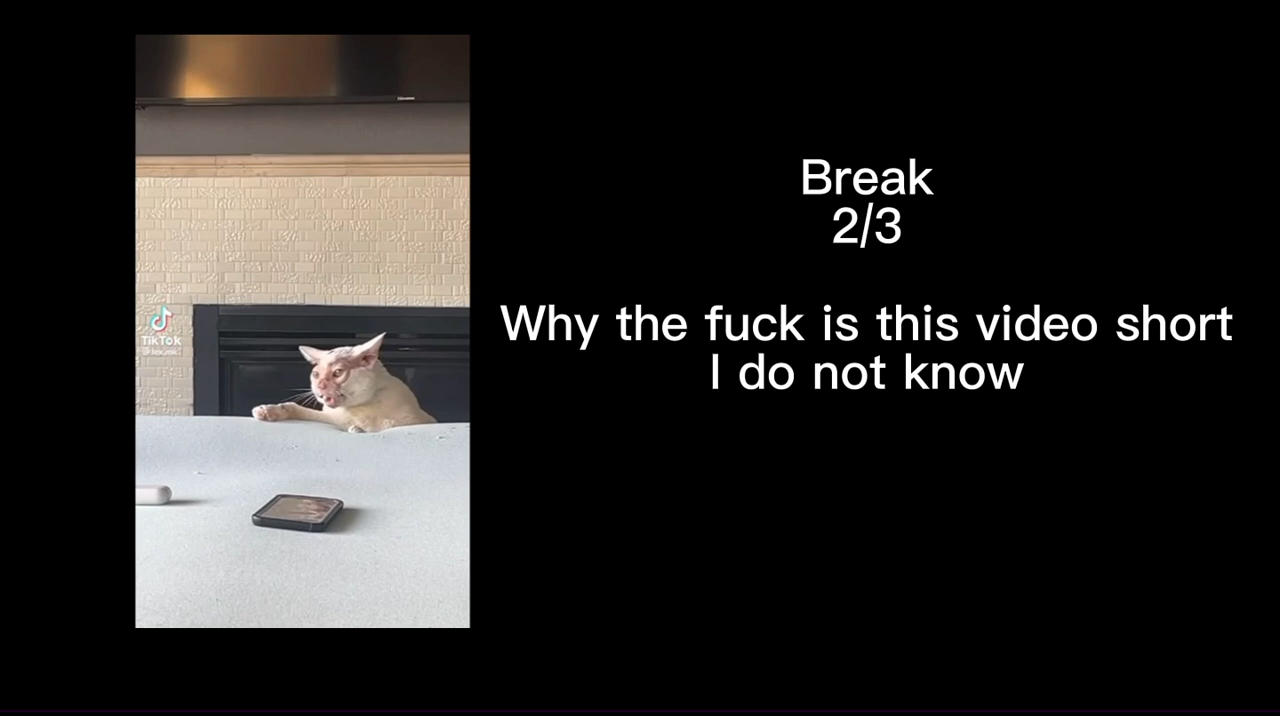 Break
2/3
Why the fuck is this video short
I do not know
TikTok